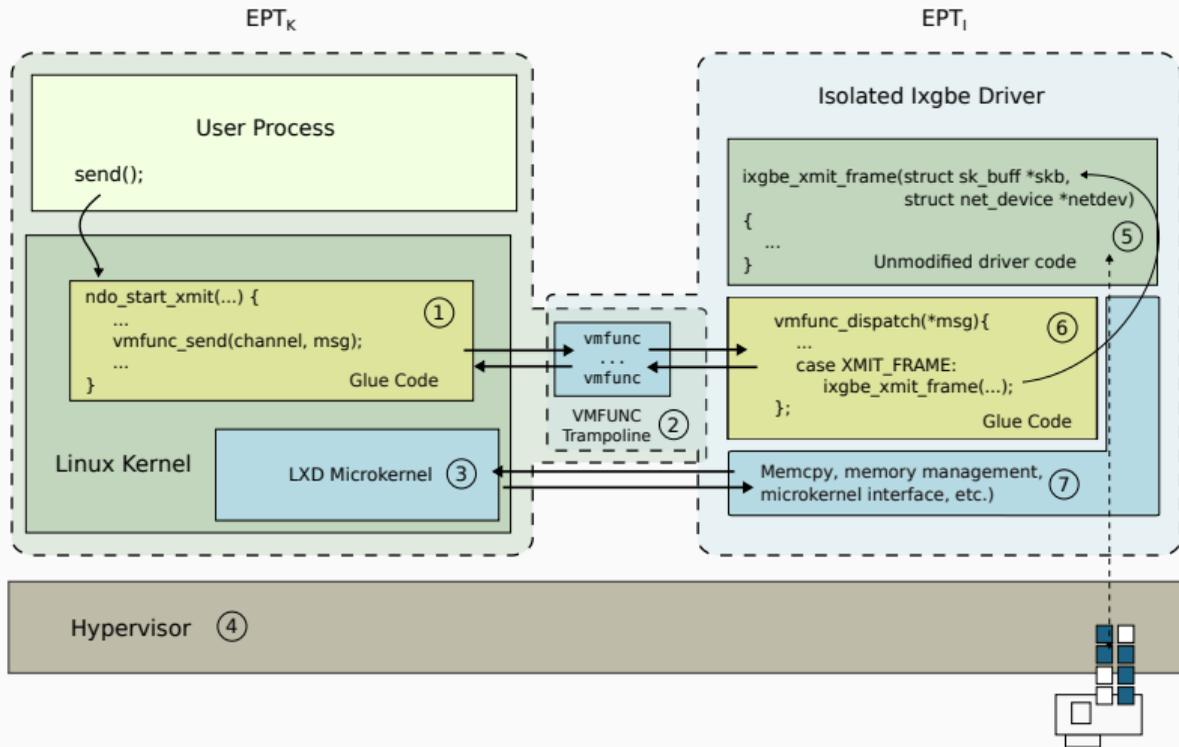 EPTK
EPTI
User Process
send();
ndo_start_xmit(...) {
...
vmfunc_send(channel, msg);
...
}
Glue Code
1
Linux Kernel
LXD Microkernel 3
vmfunc
...
vmfunc
VMFUNC
Trampoline 2
Isolated Ixgbe Driver
ixgbe_xmit_frame(struct sk_buff *skb,
struct net_device *netdev)
{
...
}
5
Unmodified driver code
vmfunc_dispatch(*msg){
...
case XMIT_FRAME:
ixgbe_xmit_frame(...);
};
6
Glue Code
Memcpy, memory management,
microkernel interface, etc.)
7
Hypervisor 4